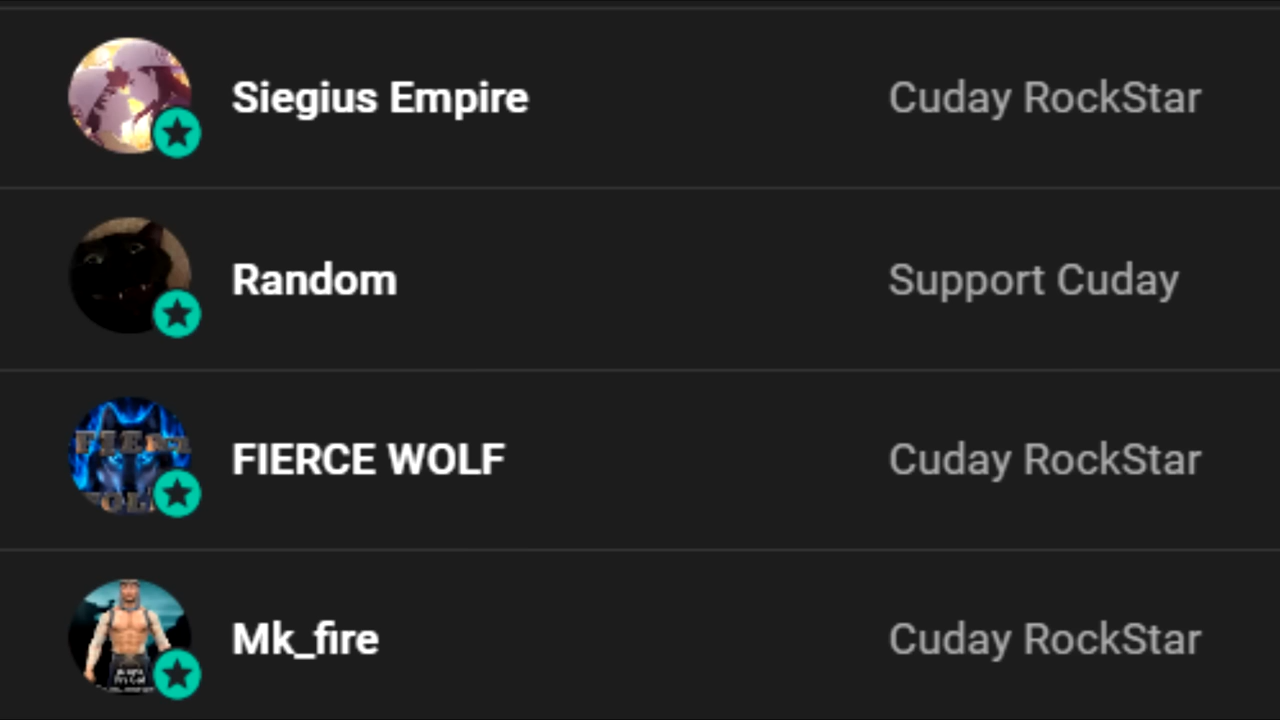 Siegius Empire Cuday RockStar
Random Support Cuday
FIERCE WOLF Cuday RockStar
Mk_fire Cuday RockStar